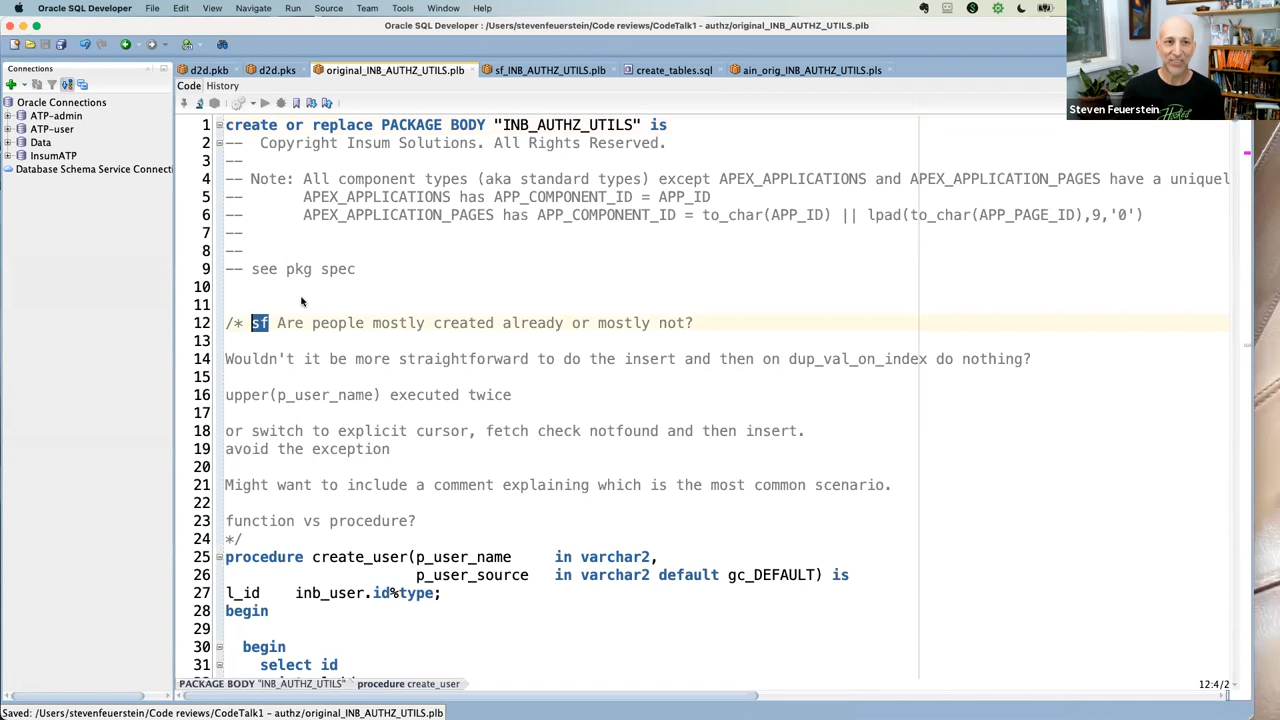 SQL Developer File Edit View Navigate Run Source Team Tools Window Help
Oracle SQL Developer : /Users/stevenfeuerstein/Code reviews/CodeTalk1 - authz/original_INB_AUTHZ_UTILS.plb
Connections
Oracle Connections
ATP-admin
ATP-user
Data
InsumATP
Database Schema Service Connecti
d2d.pkb d2d.pks original_INB_AUTHZ_UTILS.plb sf_INB_AUTHZ_UTILS.plb create_tables.sql ain_orig_INB_AUTHZ_UTILS.pls
Code History
Steven Feuerstein
1 create or replace PACKAGE BODY "INB_AUTHZ_UTILS" is
2 -- Copyright Insum Solutions. All Rights Reserved.
3 --
4 -- Note: All component types (aka standard types) except APEX_APPLICATIONS and APEX_APPLICATION_PAGES have a uniquel
5 APEX_APPLICATIONS has APP_COMPONENT_ID = APP_ID
6 APEX_APPLICATION_PAGES has APP_COMPONENT_ID = to_char(APP_ID) || lpad(to_char(APP_PAGE_ID),9,'0')
7 --
8 --
9 -- see pkg spec
10
11
12 /* sf Are people mostly created already or mostly not?
13
14 Wouldn't it be more straightforward to do the insert and then on dup_val_on_index do nothing?
15
16 upper(p_user_name) executed twice
17
18 or switch to explicit cursor, fetch check notfound and then insert.
19 avoid the exception
20
21 Might want to include a comment explaining which is the most common scenario.
22
23 function vs procedure?
24 */
25 procedure create_user(p_user_name in varchar2,
26 p_user_source in varchar2 default gc_DEFAULT) is
27 l_id inb_user.id%type;
28 begin
29
30 begin
31 select id
PACKAGE BODY "INB_AUTHZ_UTILS" procedure create_user
12:4/2
Saved: /Users/stevenfeuerstein/Code reviews/CodeTalk1 - authz/original_INB_AUTHZ_UTILS.plb